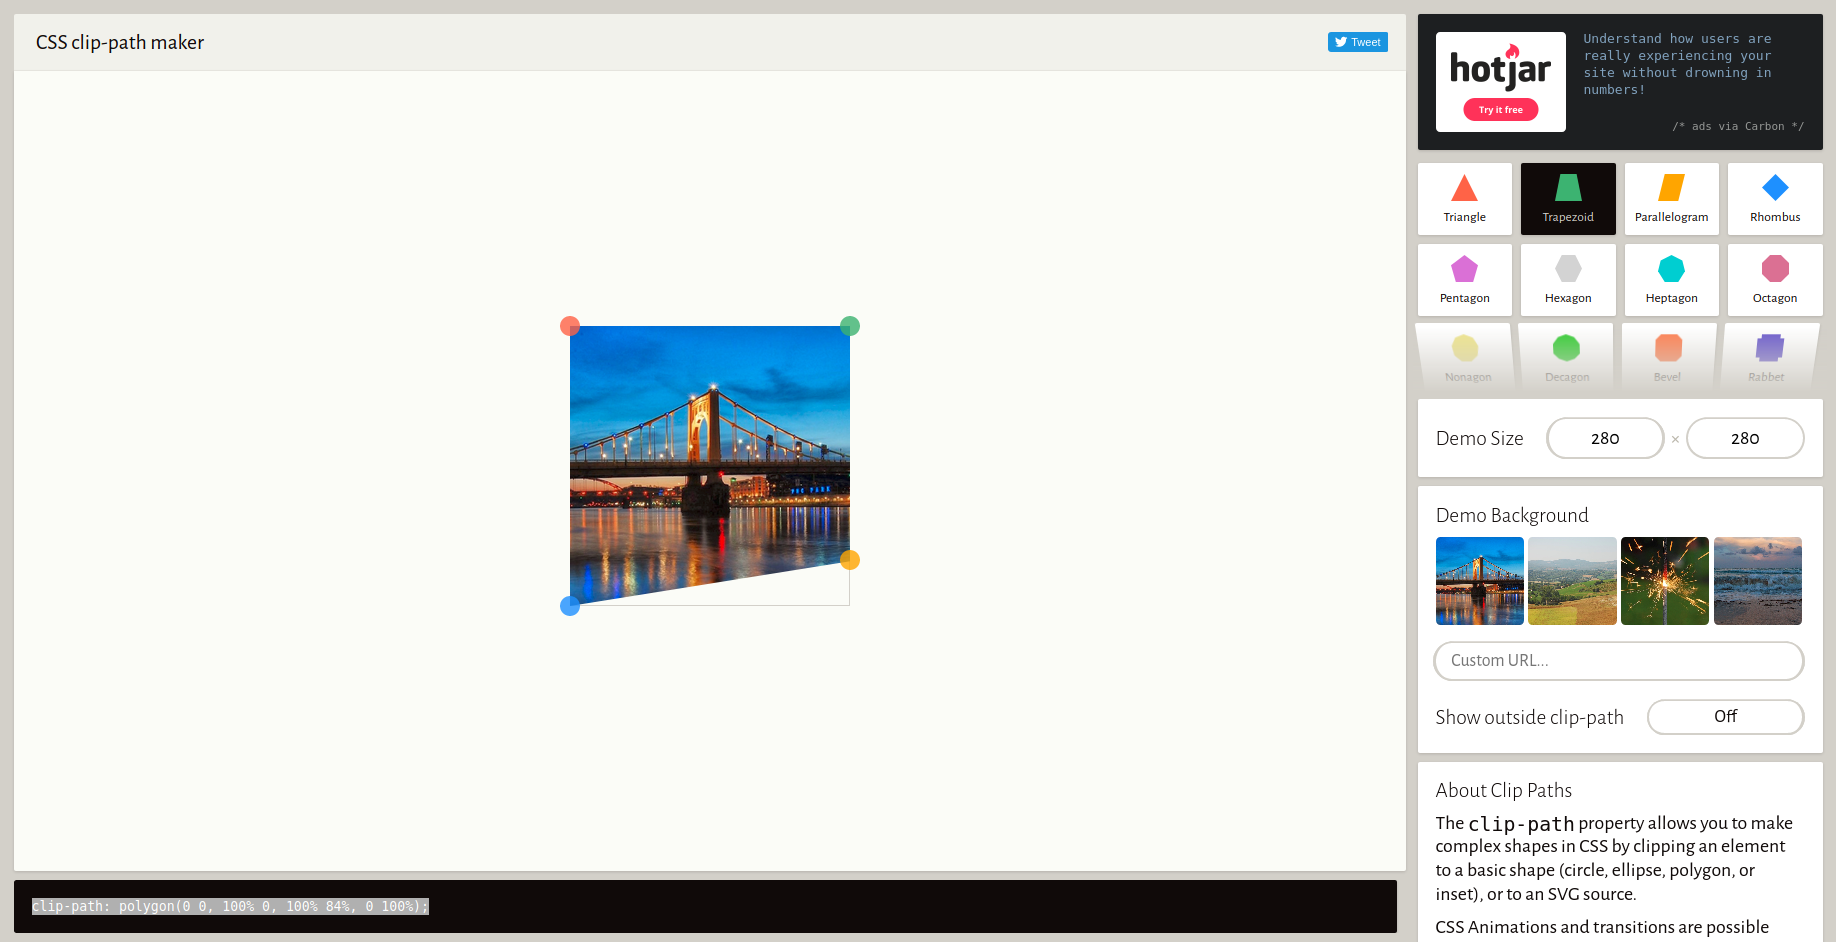 CSS clip-path maker
Tweet
hotjar
Try it free
Understand how users are
really experiencing your
site without drowning in
numbers!
/* ads via Carbon */
Triangle
Trapezoid
Parallelogram
Rhombus
Pentagon
Hexagon
Heptagon
Octagon
Nonagon
Decagon
Bevel
Rabbet
Demo Size
280
×
280
Demo Background
Custom URL...
Show outside clip-path
Off
About Clip Paths
The clip-path property allows you to make
complex shapes in CSS by clipping an element
to a basic shape (circle, ellipse, polygon, or
inset), or to an SVG source.
CSS Animations and transitions are possible
clip-path: polygon(0 0, 100% 0, 100% 84%, 0 100%);